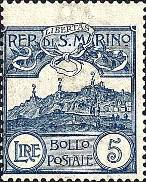 LIBERTAS
REP. DI S. MARINO
LIRE
BOLLO
POSTALE
5